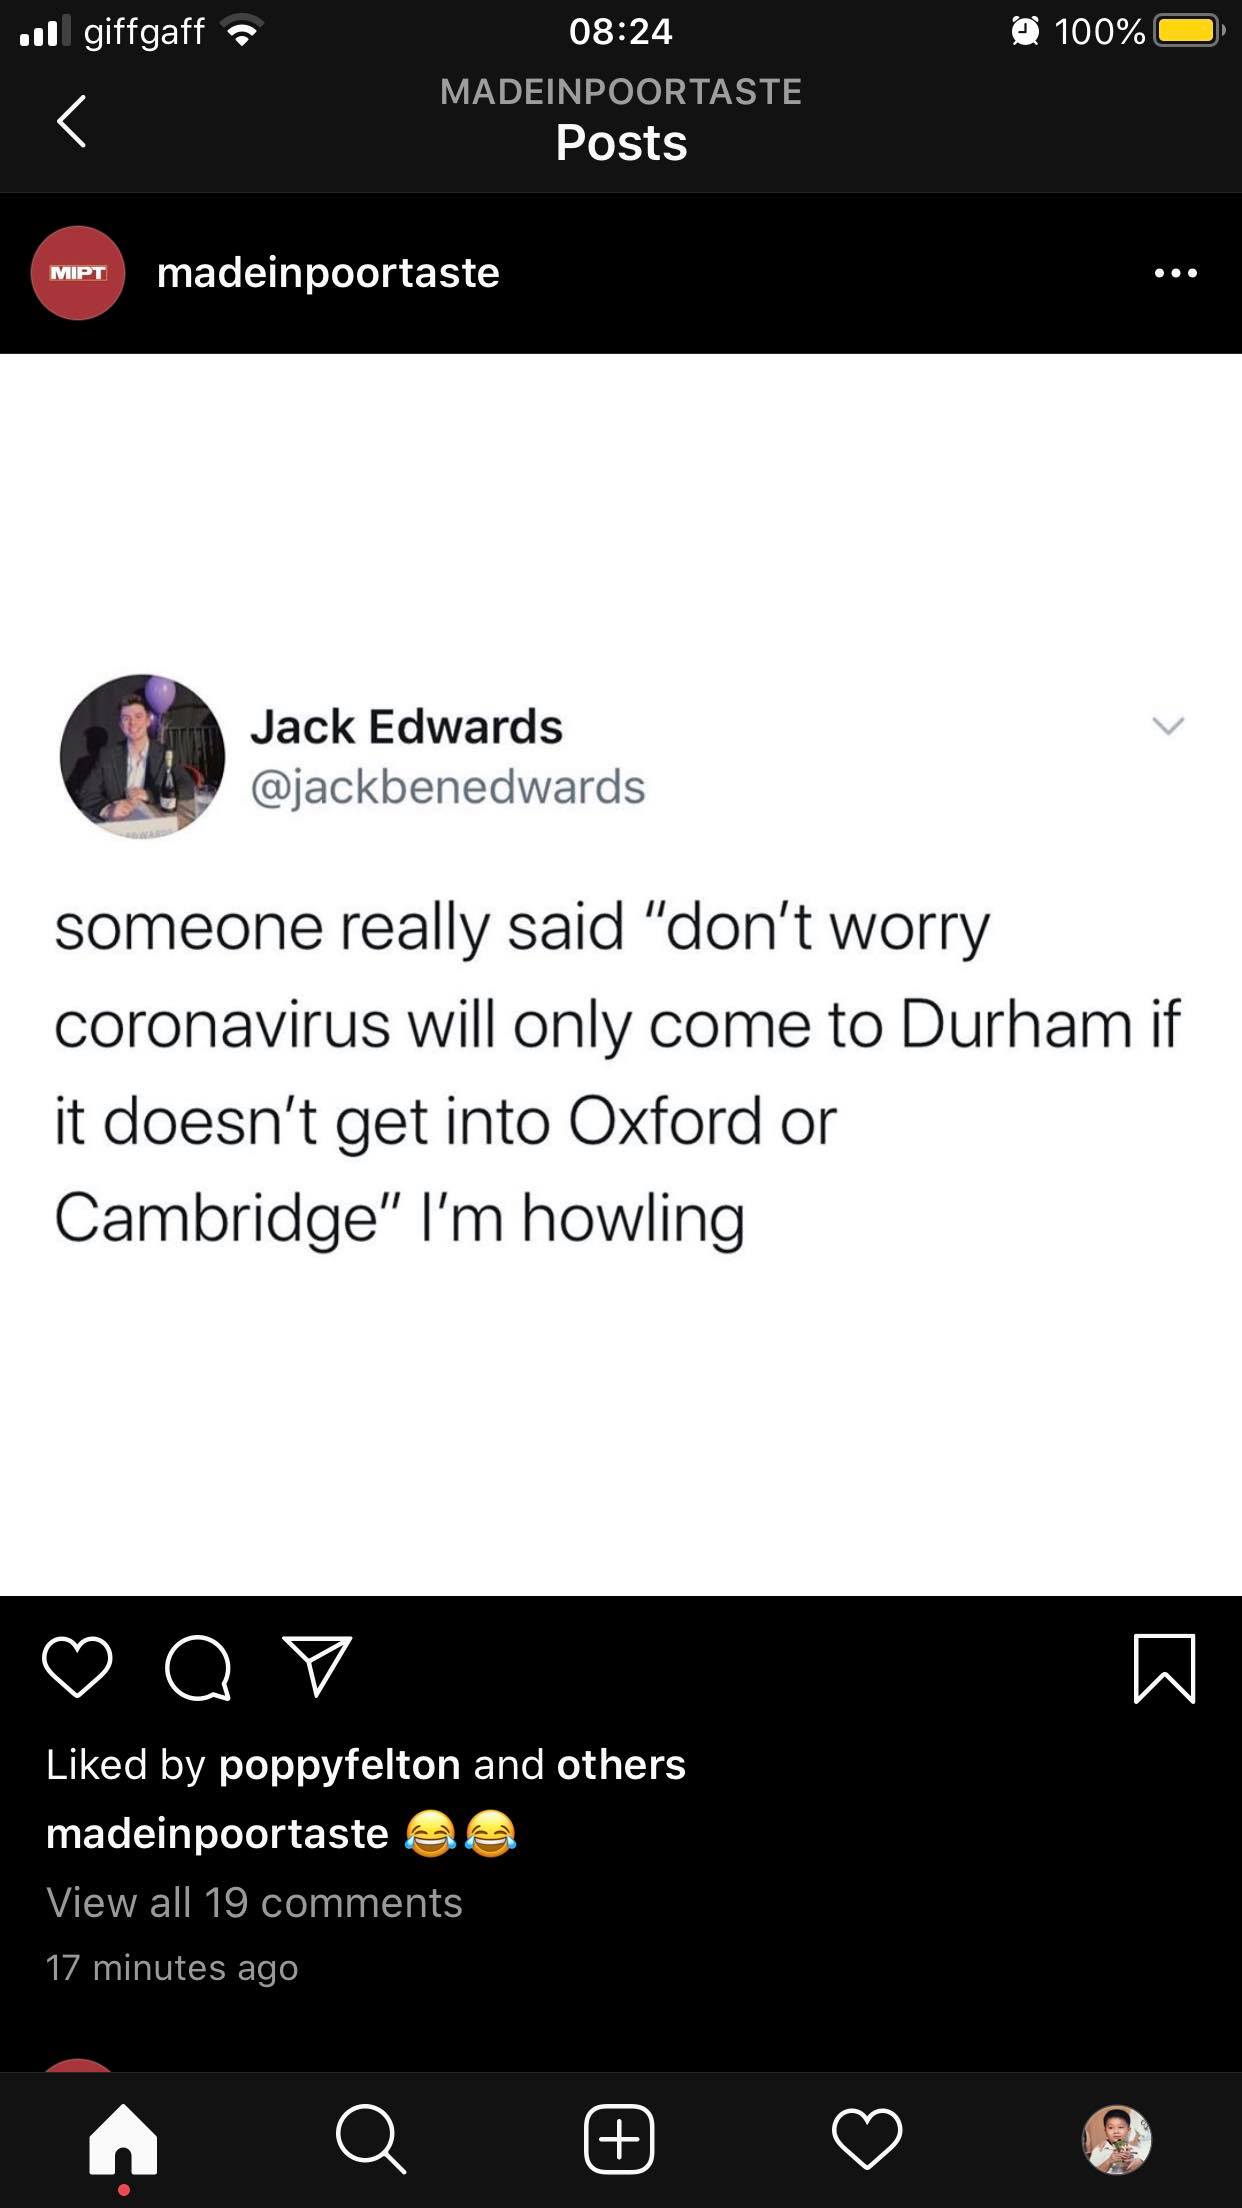 giffgaff 08:24 100%
MADEINPOORTASTE
Posts
MIPT madeinpoortaste
Jack Edwards
@jackbenedwards
someone really said “don’t worry
coronavirus will only come to Durham if
it doesn’t get into Oxford or
Cambridge” I’m howling
Liked by poppyfelton and others
madeinpoortaste 😂😂
View all 19 comments
17 minutes ago